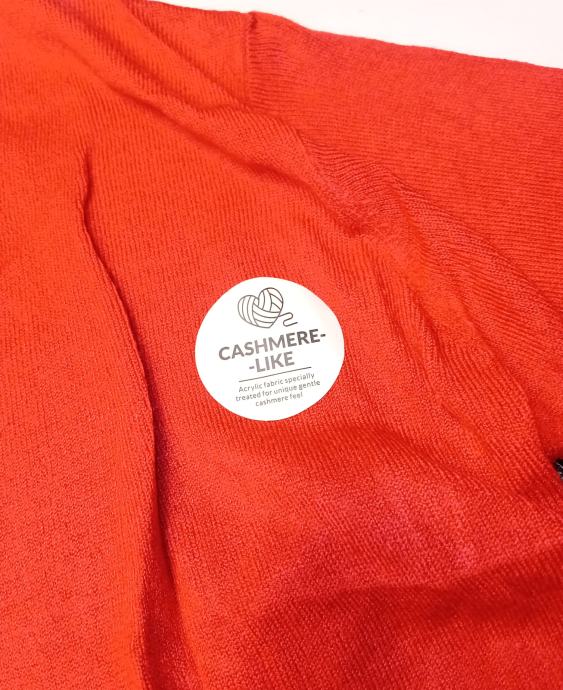 CASHMERE-
-LIKE
Acrylic fabric specially
treated for unique gentle
cashmere feel